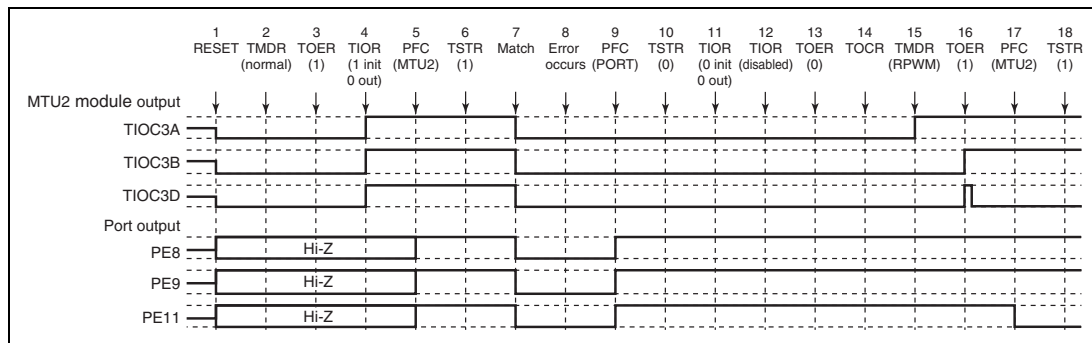 1 2 3 4 5 6 7 8 9 10 11 12 13 14 15 16 17 18
RESET TMDR TOER TIOR PFC TSTR Match Error PFC TSTR TIOR TIOR TOER TOCR TMDR TOER PFC TSTR
(normal) (1) (1 init (MTU2) (1) occurs (PORT) (0) (0 init (disabled) (0) (RPWM) (1) (MTU2) (1)
0 out) 0 out)
MTU2 module output
TIOC3A
TIOC3B
TIOC3D
Port output
PE8 Hi-Z
PE9 Hi-Z
PE11 Hi-Z